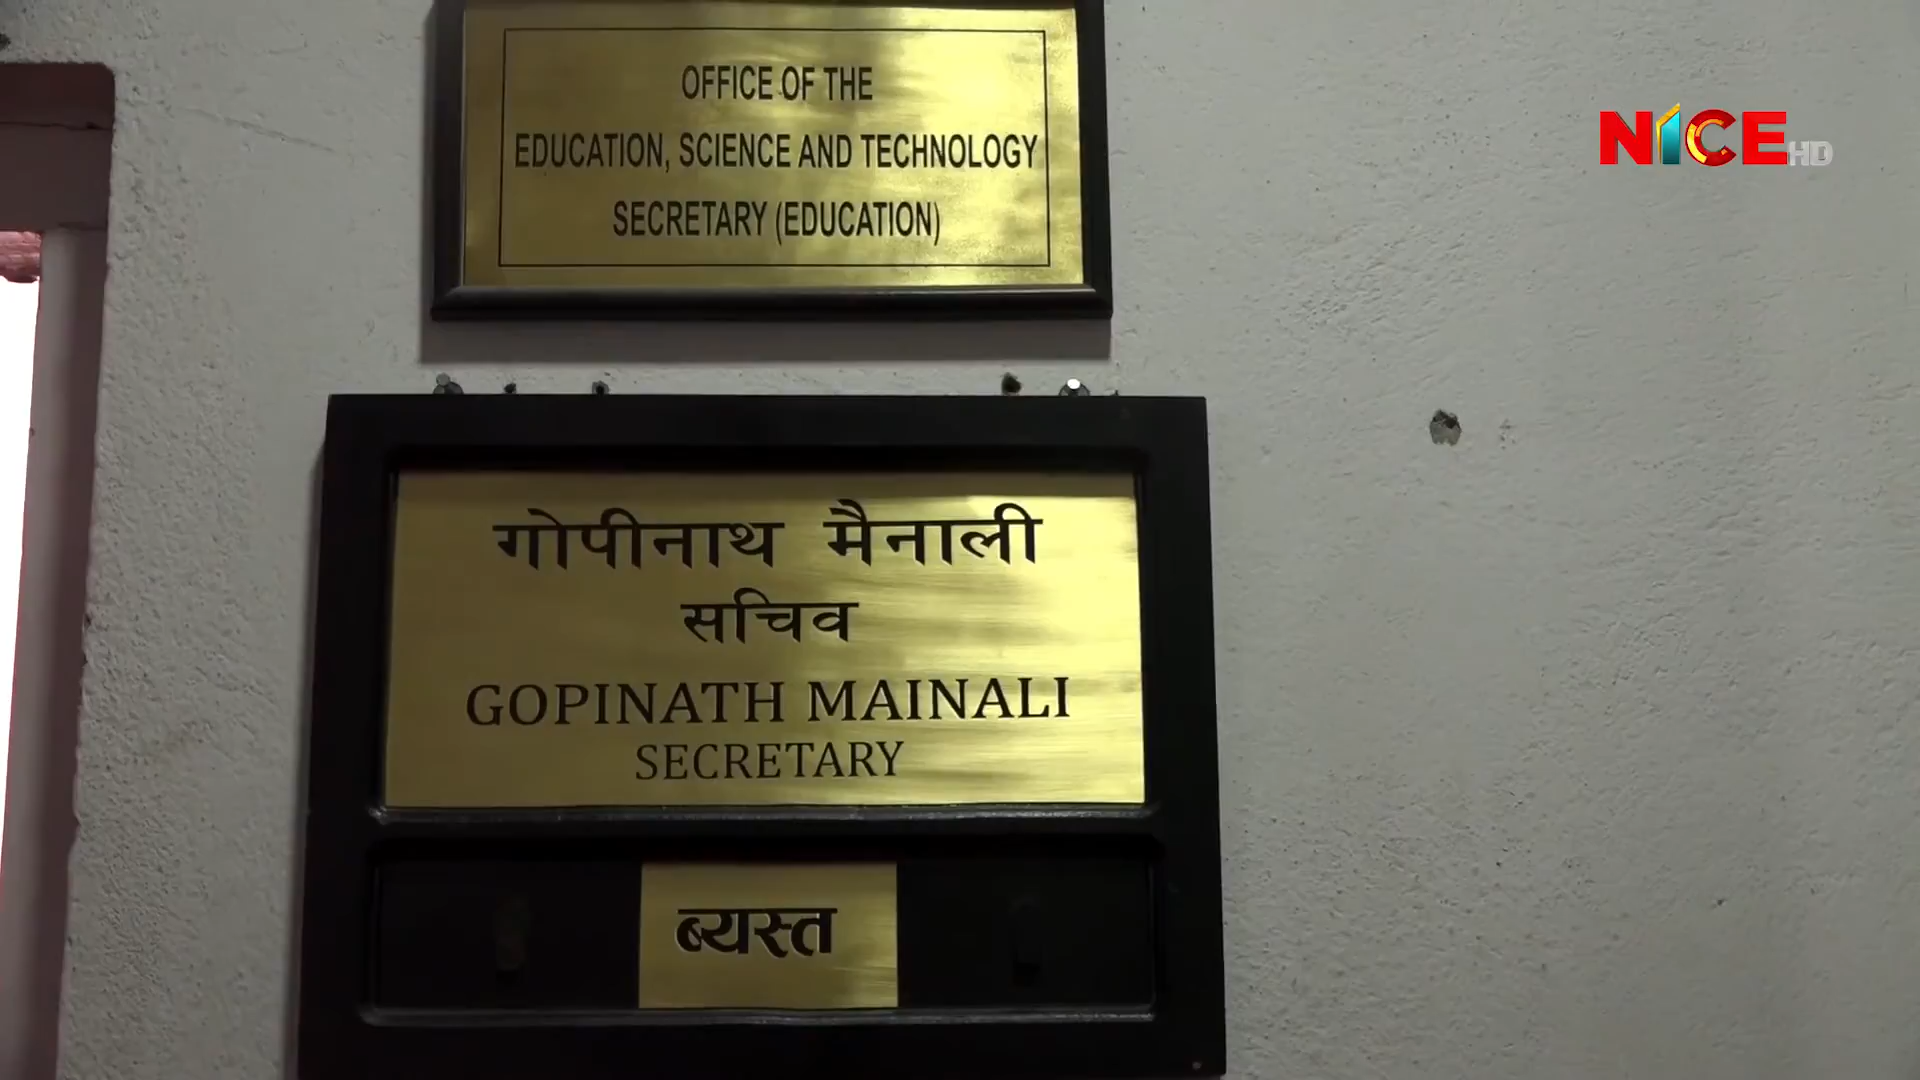 OFFICE OF THE
EDUCATION, SCIENCE AND TECHNOLOGY
SECRETARY (EDUCATION)
NICE HD
गोपीनाथ मैनाली
सचिव
GOPINATH MAINALI
SECRETARY
ब्यस्त